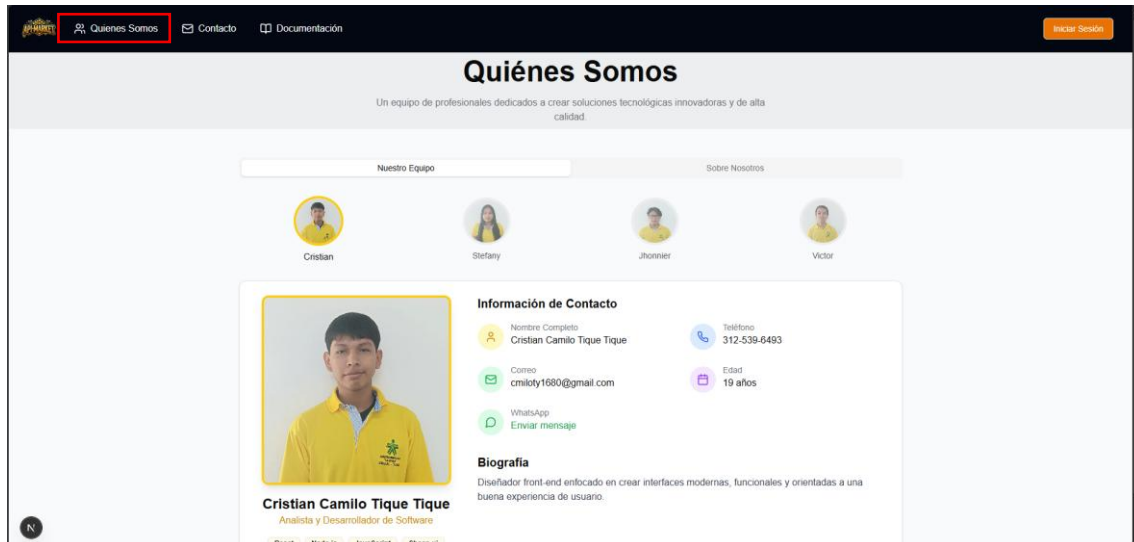 API-MARKET
Quienes Somos
Contacto
Documentación
Iniciar Sesión
Quiénes Somos
Un equipo de profesionales dedicados a crear soluciones tecnológicas innovadoras y de alta
calidad.
Nuestro Equipo
Sobre Nosotros
Cristian
Stefany
Jhonnier
Victor
Información de Contacto
Nombre Completo
Cristian Camilo Tique Tique
Teléfono
312-539-6493
Correo
cmiloty1680@gmail.com
Edad
19 años
WhatsApp
Enviar mensaje
Biografía
Diseñador front-end enfocado en crear interfaces modernas, funcionales y orientadas a una
buena experiencia de usuario.
Cristian Camilo Tique Tique
Analista y Desarrollador de Software
N